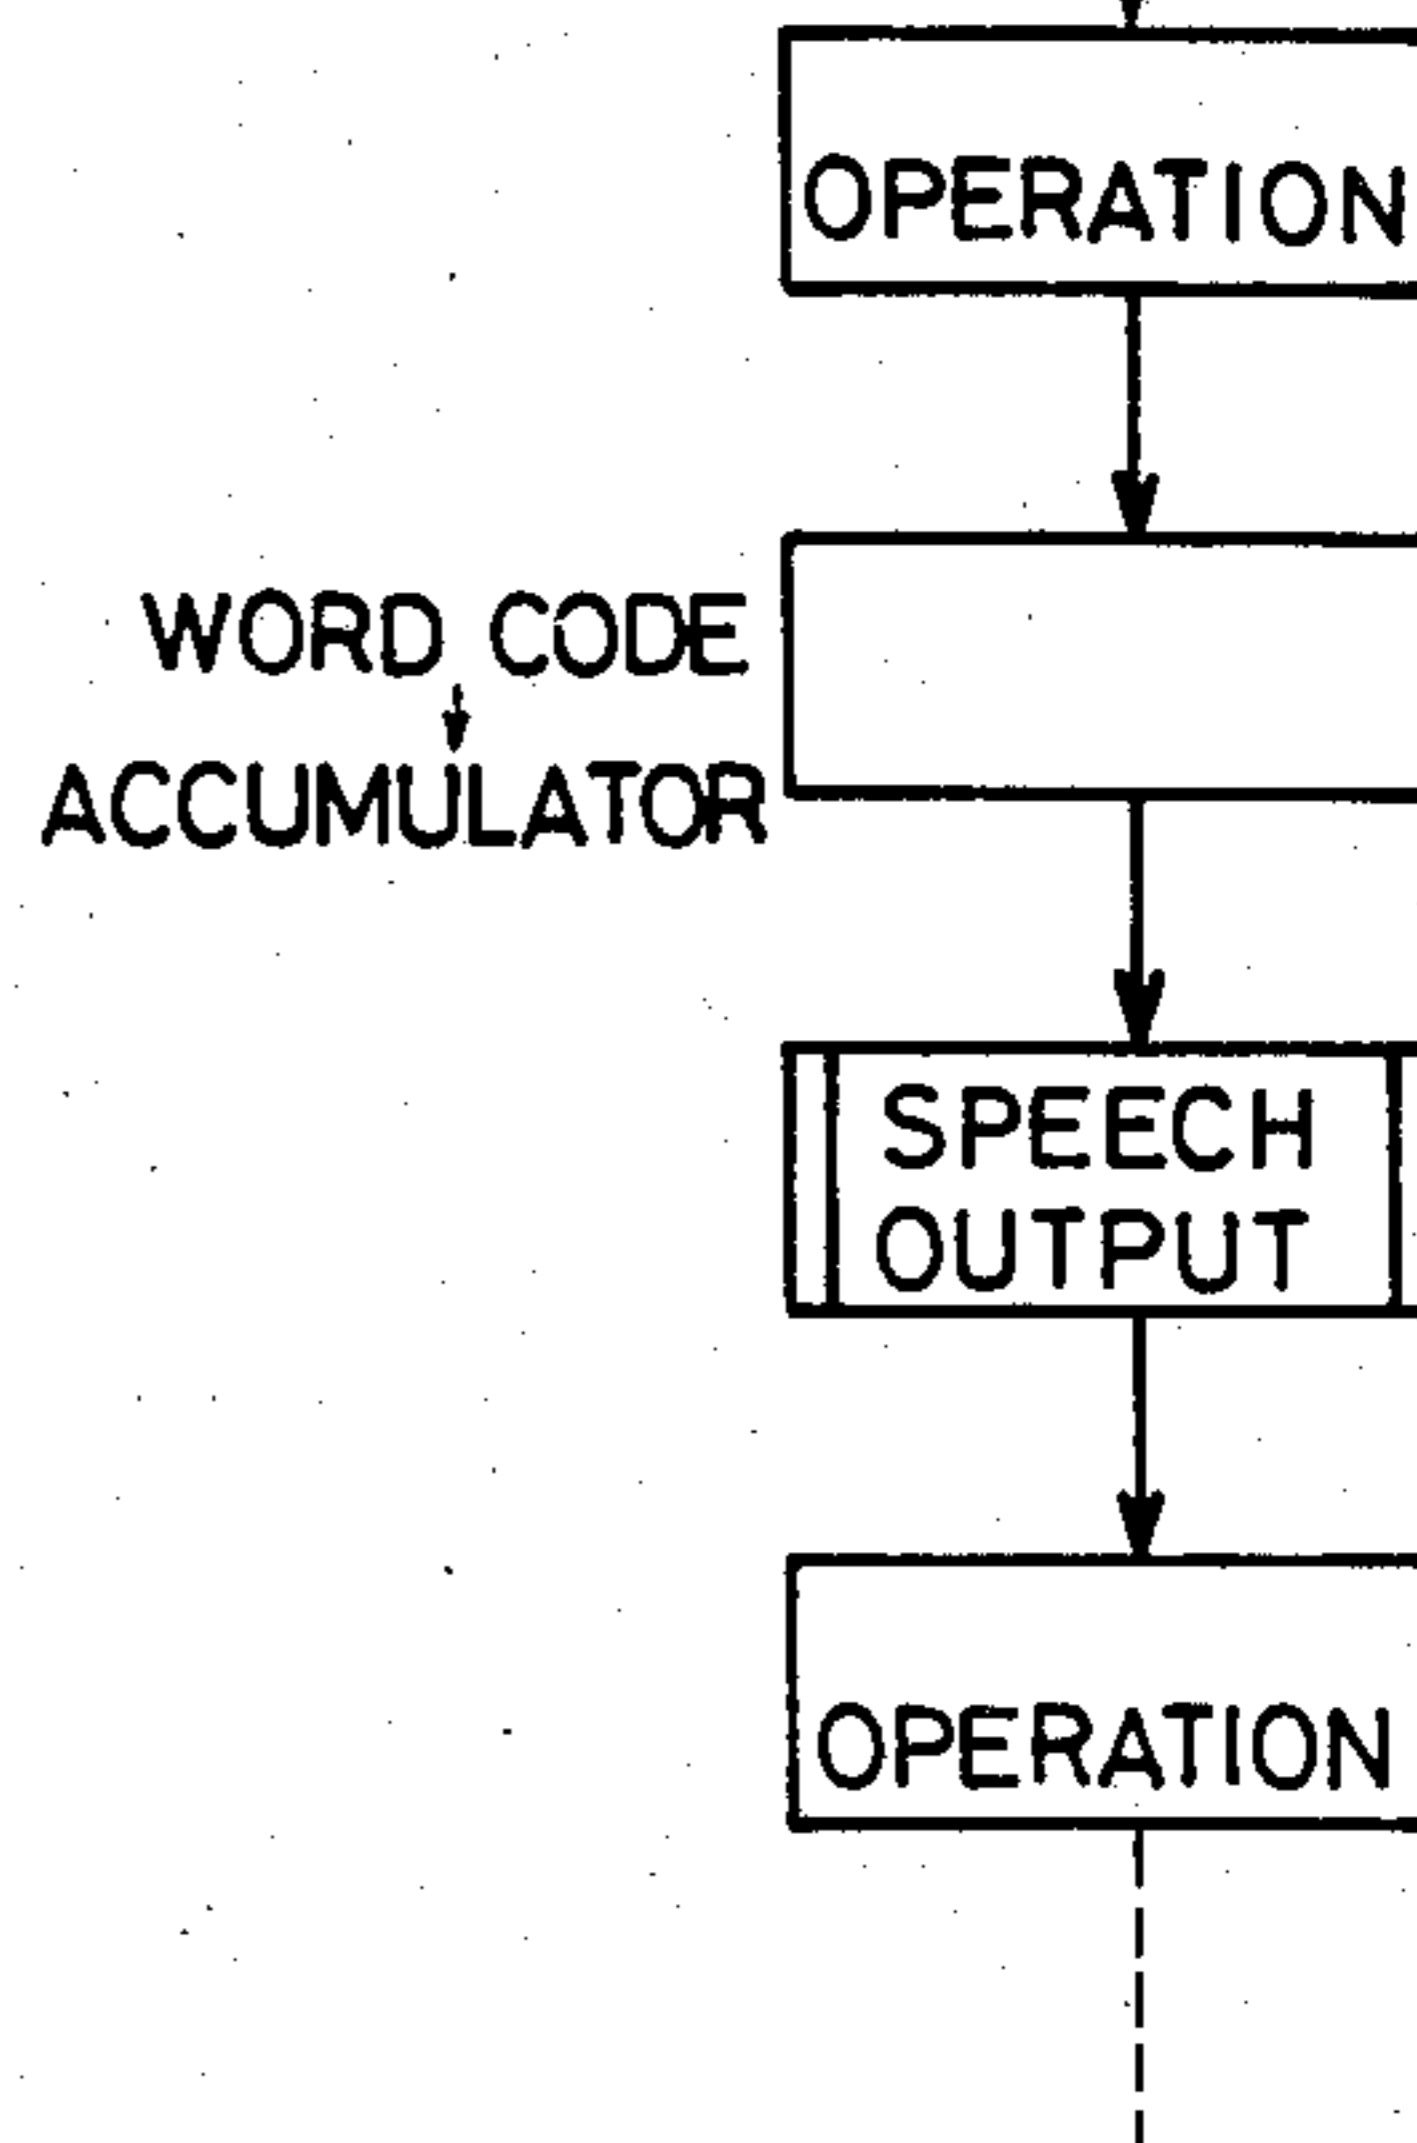 OPERATION
WORD CODE
↓
ACCUMULATOR
SPEECH
OUTPUT
OPERATION